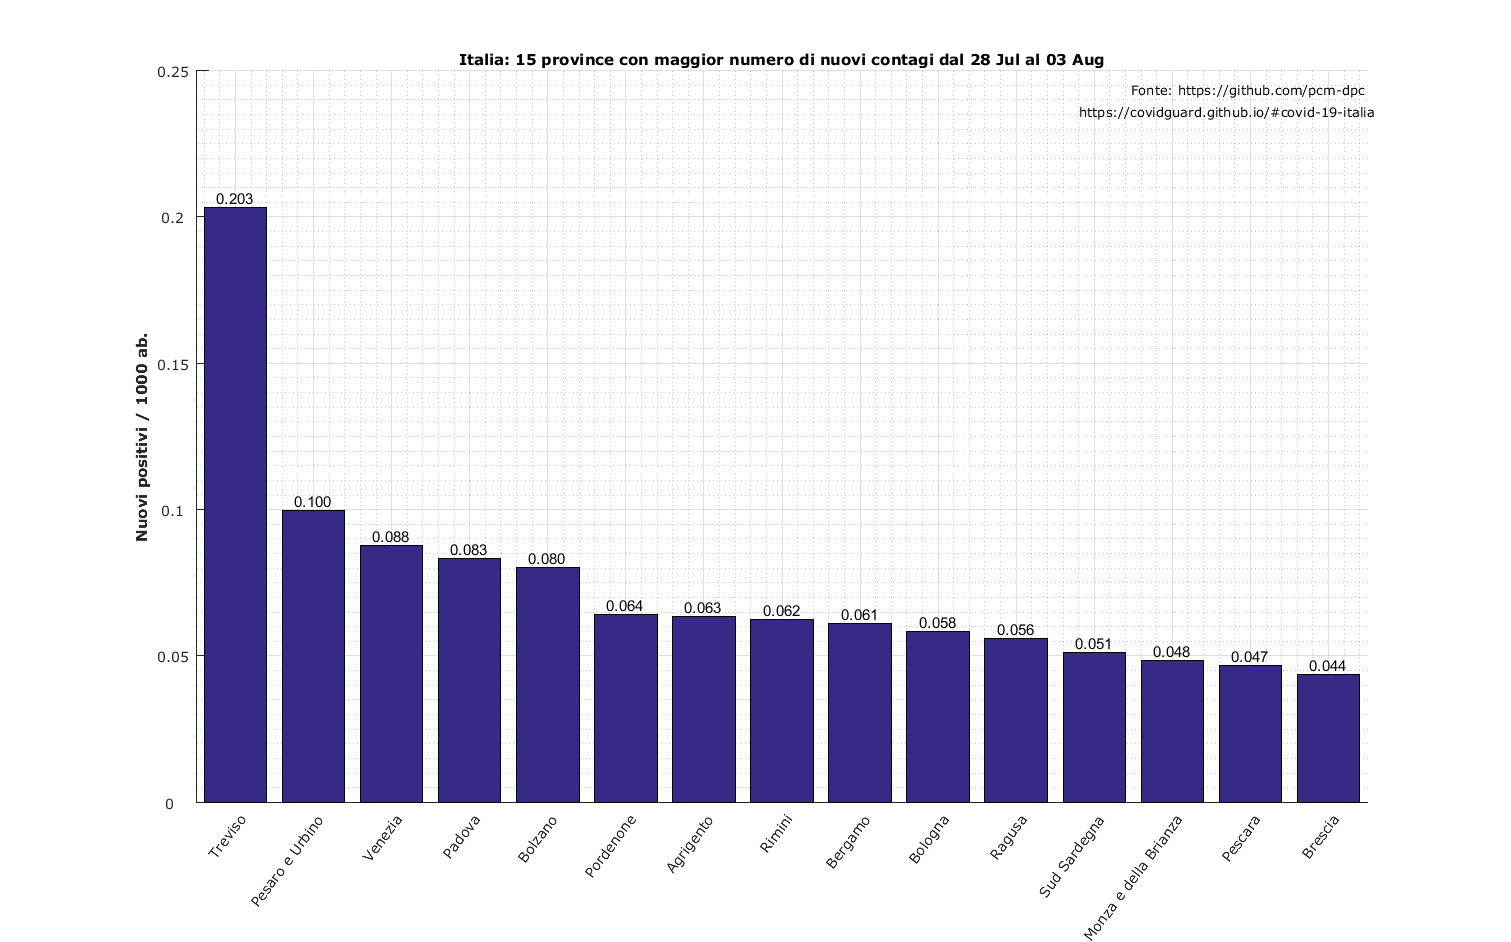 Italia: 15 province con maggior numero di nuovi contagi dal 28 Jul al 03 Aug
Fonte: https://github.com/pcm-dpc
https://covidguard.github.io/#covid-19-italia
Nuovi positivi / 1000 ab.
0.25
0.2
0.15
0.1
0.05
0
0.203
0.100
0.088
0.083
0.080
0.064
0.063
0.062
0.061
0.058
0.056
0.051
0.048
0.047
0.044
Treviso
Pesaro e Urbino
Venezia
Padova
Bolzano
Pordenone
Agrigento
Rimini
Bergamo
Bologna
Ragusa
Sud Sardegna
Monza e della Brianza
Pescara
Brescia